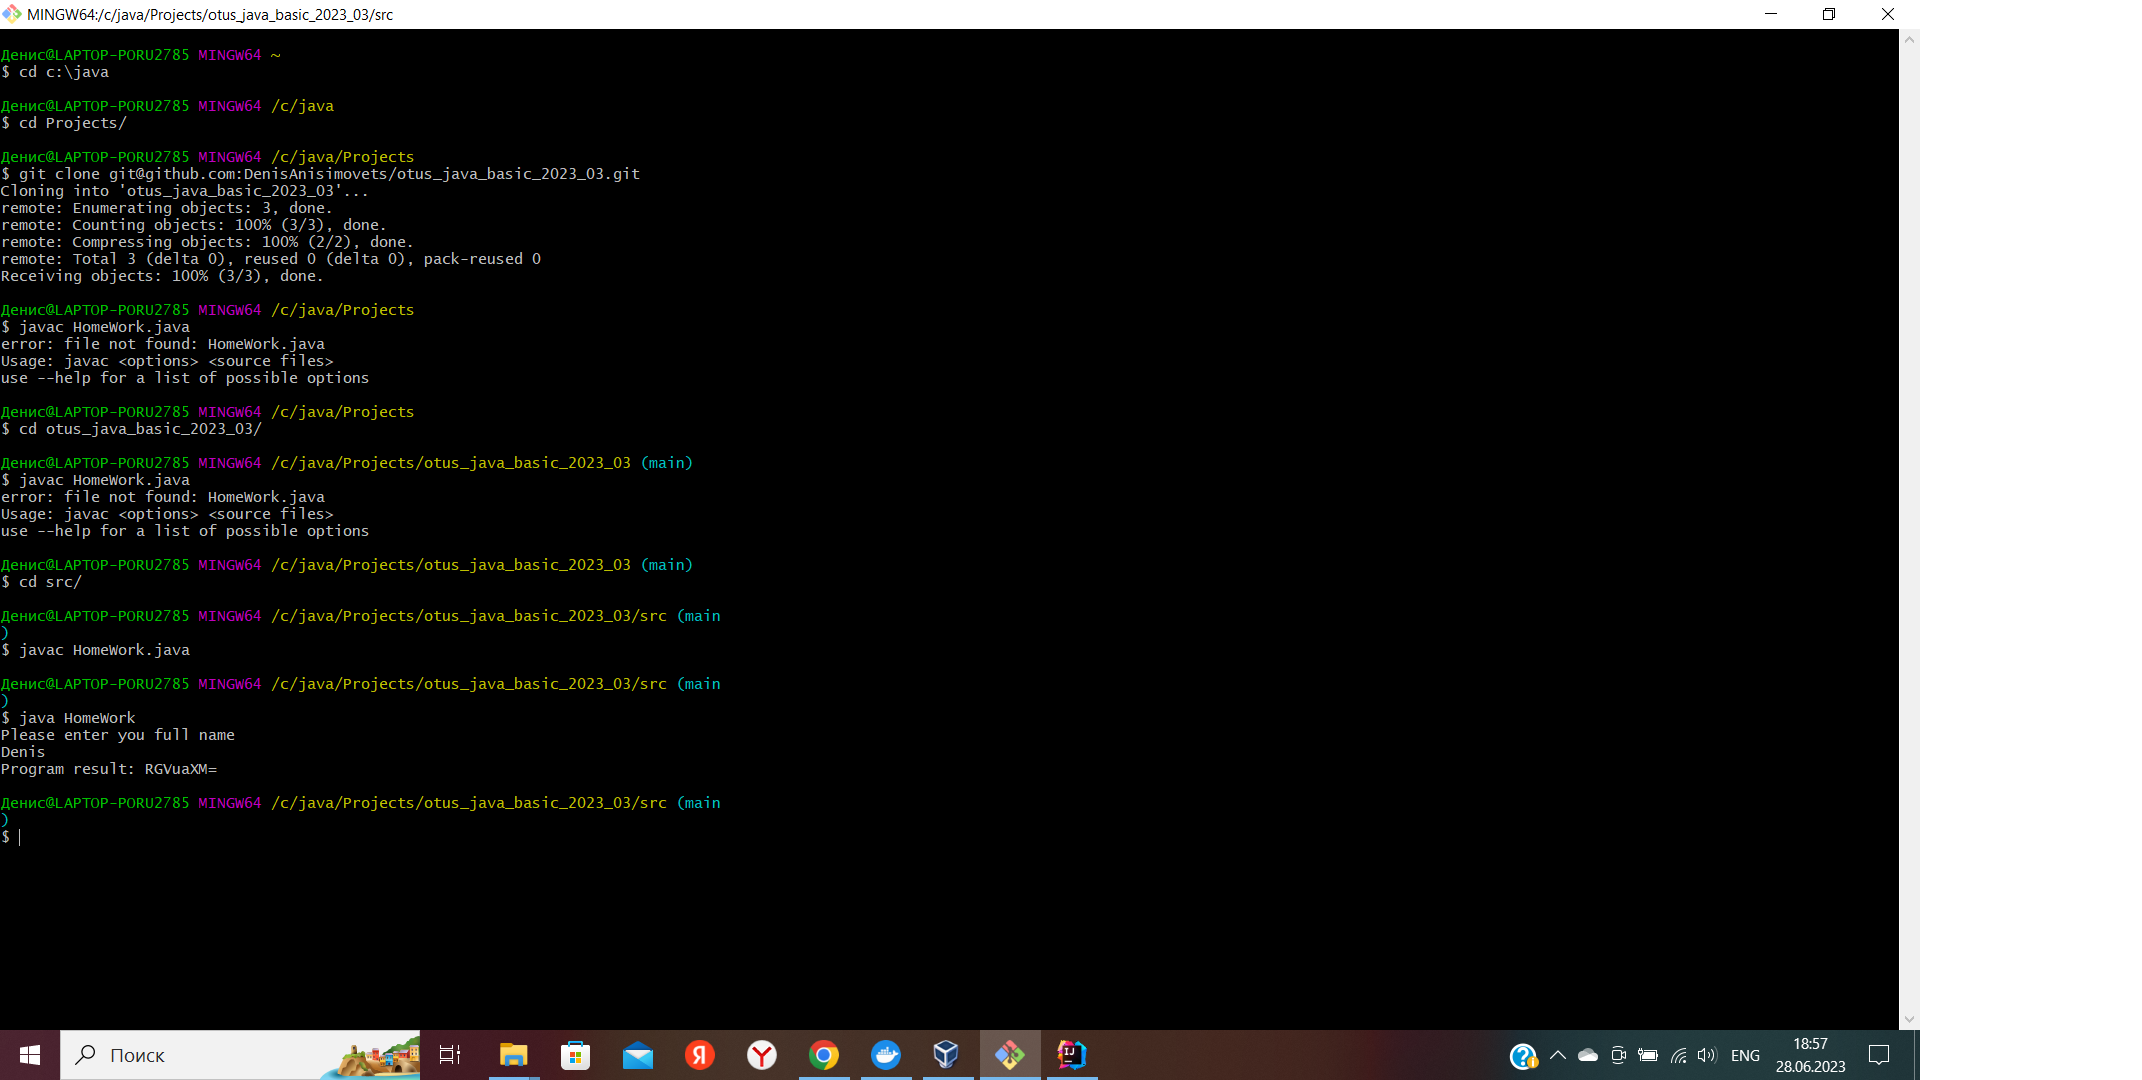 MINGW64:/c/java/Projects/otus_java_basic_2023_03/src
Денис@LAPTOP-PORU2785 MINGW64 ~
$ cd c:\java
Денис@LAPTOP-PORU2785 MINGW64 /c/java
$ cd Projects/
Денис@LAPTOP-PORU2785 MINGW64 /c/java/Projects
$ git clone git@github.com:DenisAnisimovets/otus_java_basic_2023_03.git
Cloning into 'otus_java_basic_2023_03'...
remote: Enumerating objects: 3, done.
remote: Counting objects: 100% (3/3), done.
remote: Compressing objects: 100% (2/2), done.
remote: Total 3 (delta 0), reused 0 (delta 0), pack-reused 0
Receiving objects: 100% (3/3), done.
Денис@LAPTOP-PORU2785 MINGW64 /c/java/Projects
$ javac HomeWork.java
error: file not found: HomeWork.java
Usage: javac <options> <source files>
use --help for a list of possible options
Денис@LAPTOP-PORU2785 MINGW64 /c/java/Projects
$ cd otus_java_basic_2023_03/
Денис@LAPTOP-PORU2785 MINGW64 /c/java/Projects/otus_java_basic_2023_03 (main)
$ javac HomeWork.java
error: file not found: HomeWork.java
Usage: javac <options> <source files>
use --help for a list of possible options
Денис@LAPTOP-PORU2785 MINGW64 /c/java/Projects/otus_java_basic_2023_03 (main)
$ cd src/
Денис@LAPTOP-PORU2785 MINGW64 /c/java/Projects/otus_java_basic_2023_03/src (main
)
$ javac HomeWork.java
Денис@LAPTOP-PORU2785 MINGW64 /c/java/Projects/otus_java_basic_2023_03/src (main
)
$ java HomeWork
Please enter you full name
Denis
Program result: RGVuaXM=
Денис@LAPTOP-PORU2785 MINGW64 /c/java/Projects/otus_java_basic_2023_03/src (main
)
$
Поиск
Я
Y
IJ
ENG
18:57
28.06.2023